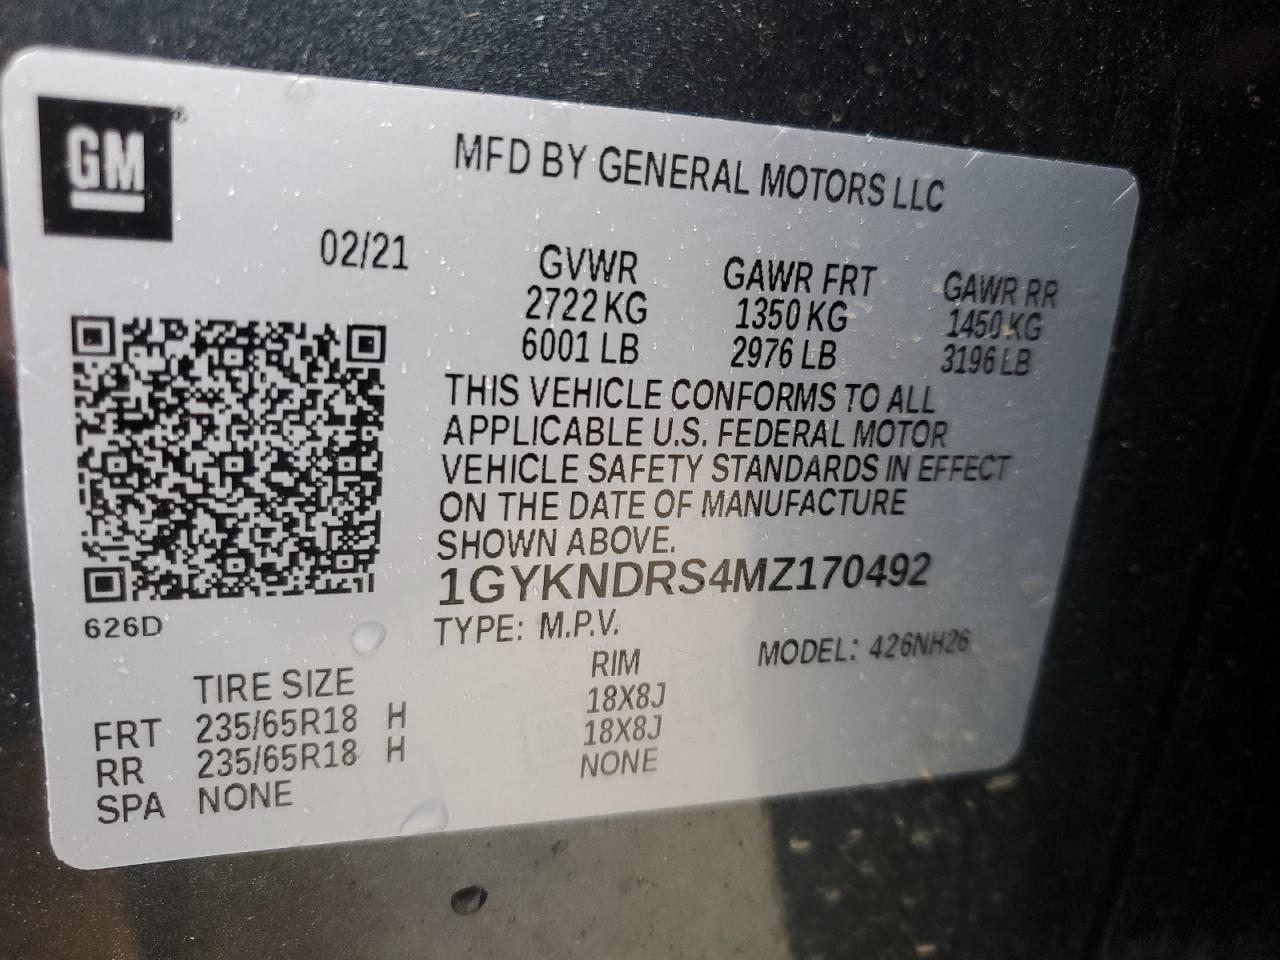 GM
MFD BY GENERAL MOTORS LLC
02/21
GVWR
2722 KG
6001 LB
GAWR FRT
1350 KG
2976 LB
GAWR RR
1450 KG
3196 LB
THIS VEHICLE CONFORMS TO ALL
APPLICABLE U.S. FEDERAL MOTOR
VEHICLE SAFETY STANDARDS IN EFFECT
ON THE DATE OF MANUFACTURE
SHOWN ABOVE.
1GYKNDRS4MZ170492
626D
TYPE: M.P.V.
MODEL: 426NH26
TIRE SIZE RIM
FRT 235/65R18 H 18X8J
RR 235/65R18 H 18X8J
SPA NONE NONE